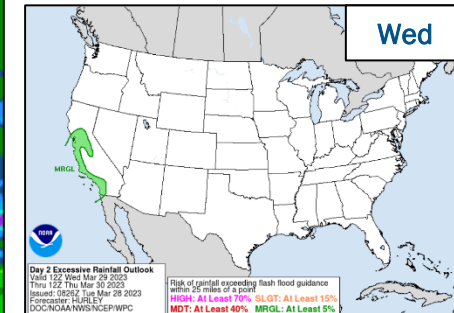 Wed
MRGL
NOAA
Day 2 Excessive Rainfall Outlook
Valid 12Z Wed Mar 29 2023
Thru 12Z Thu Mar 30 2023
Issued: 0826Z Tue Mar 28 2023
Forecaster: HURLEY
DOC/NOAA/NWS/NCEP/WPC
Risk of rainfall exceeding flash flood guidance
within 25 miles of a point
HIGH: At Least 70% SLGT: At Least 15%
MDT: At Least 40% MRGL: At Least 5%